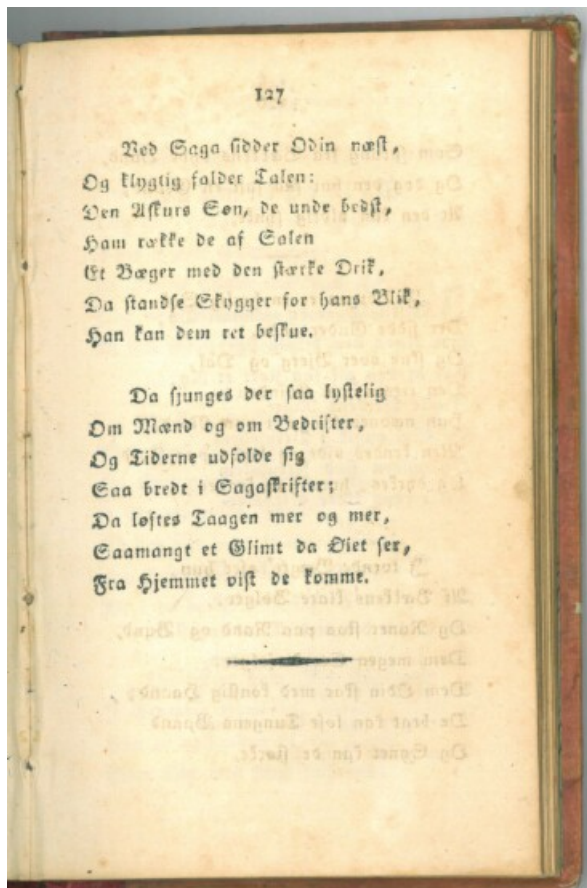 127
Ved Saga sidder Odin næst,
Og klygtig falder Talen:
Den Askurs Søn, de unde bedst,
Ham række de af Salen
Et Bæger med den stærke Drik,
Da standse Skygger for hans Blik,
Han kan dem ret beskue.
Da sjunges der saa lystelig
Om Mænd og om Bedrifter,
Og Tiderne udfolde sig
Saa bredt i Sagaskrifter;
Da løftes Taagen mer og mer,
Saamangt et Glimt da Øiet ser,
Fra Hjemmet vist de komme.